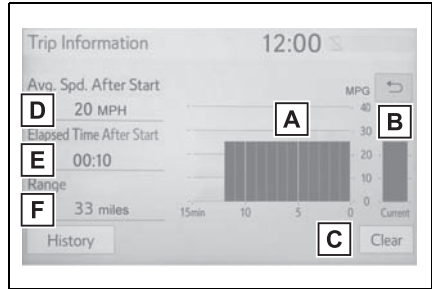 Trip Information 12:00
Avg. Spd. After Start
MPG
D 20 MPH
A
40
B
30
Elapsed Time After Start
E 00:10
20
10
Range
0
F 33 miles
15min 10 5 0 Current
History
C
Clear